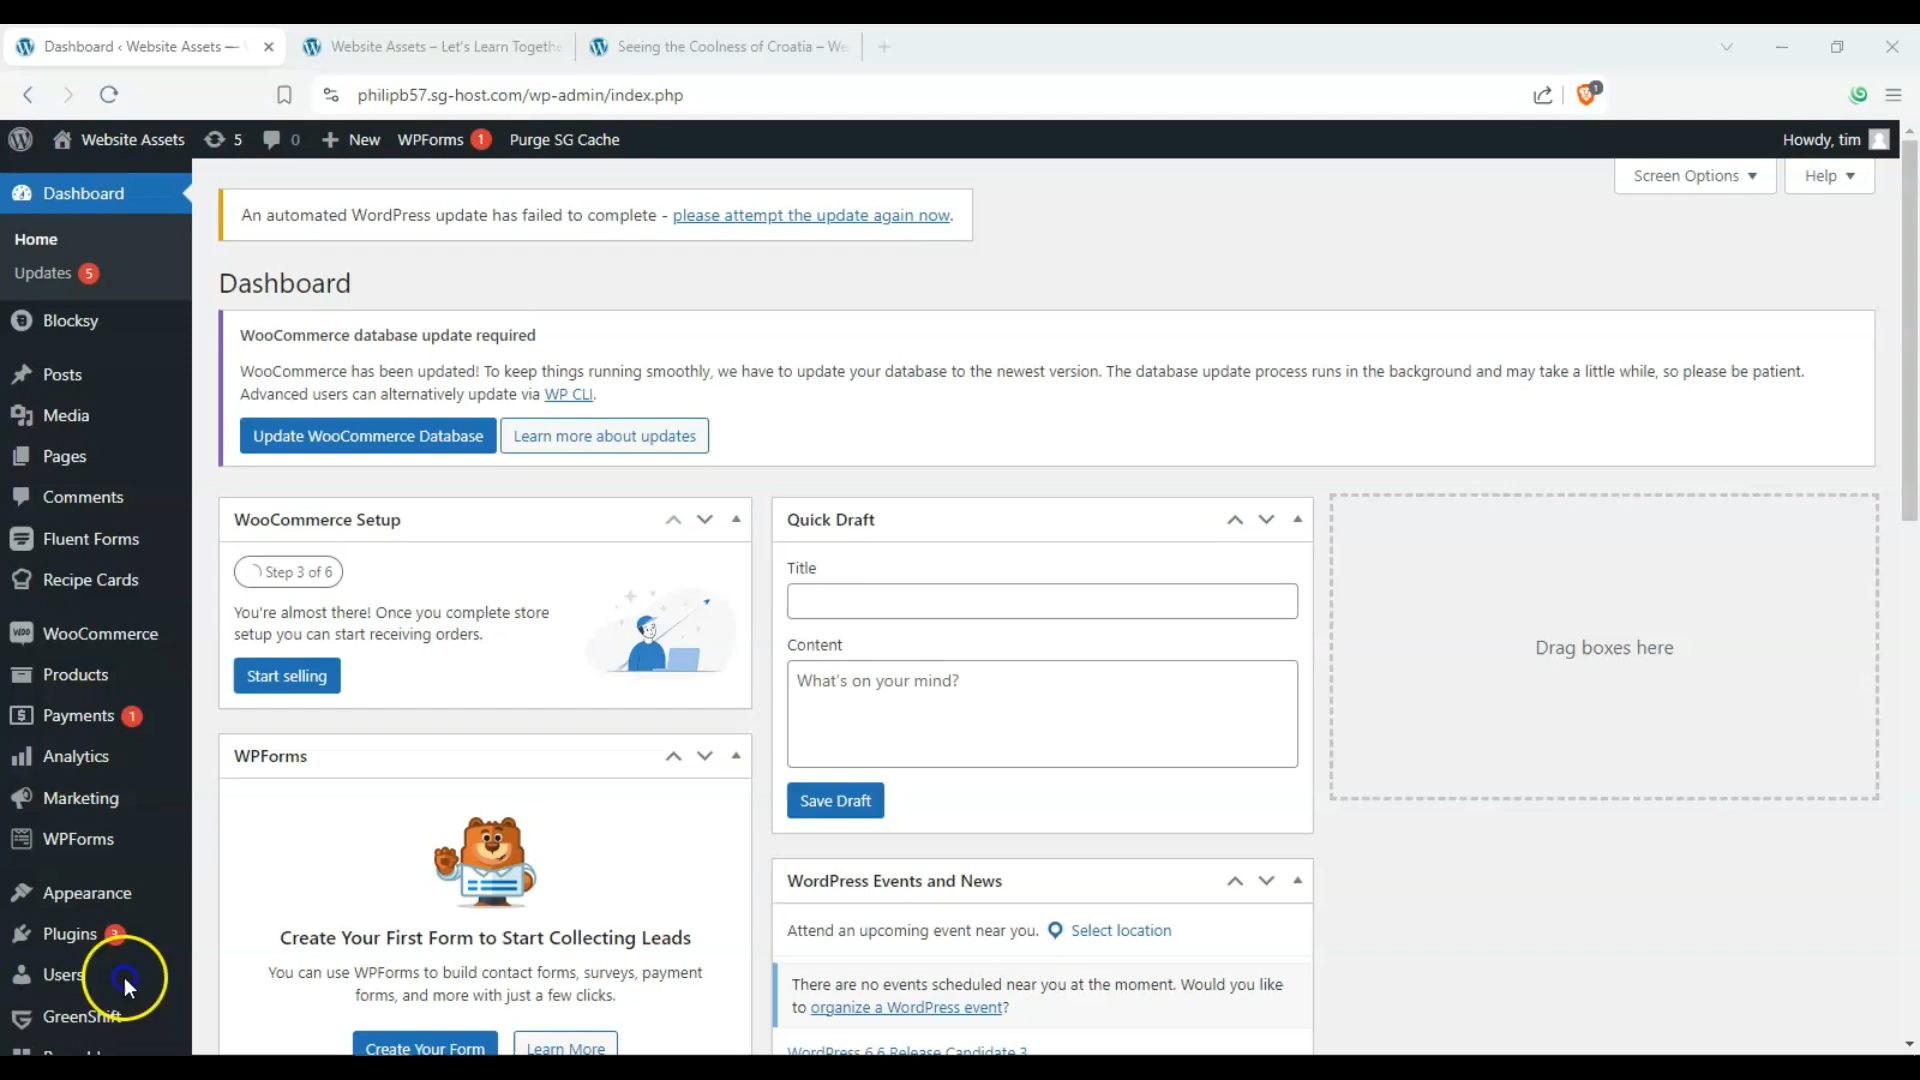 Dashboard ‹ Website Assets —
Website Assets – Let's Learn Togethe
Seeing the Coolness of Croatia – We
philipb57.sg-host.com/wp-admin/index.php
1
Website Assets 5 0 New WPForms 1 Purge SG Cache
Howdy, tim
Screen Options
Help
Dashboard
Home
Updates 5
Blocksy
Posts
Media
Pages
Comments
Fluent Forms
Recipe Cards
WooCommerce
Products
Payments 1
Analytics
Marketing
WPForms
Appearance
Plugins 3
Users
GreenShift
An automated WordPress update has failed to complete - please attempt the update again now.
Dashboard
WooCommerce database update required
WooCommerce has been updated! To keep things running smoothly, we have to update your database to the newest version. The database update process runs in the background and may take a little while, so please be patient.
Advanced users can alternatively update via WP CLI.
Update WooCommerce Database
Learn more about updates
WooCommerce Setup
Step 3 of 6
You're almost there! Once you complete store
setup you can start receiving orders.
Start selling
WPForms
Create Your First Form to Start Collecting Leads
You can use WPForms to build contact forms, surveys, payment
forms, and more with just a few clicks.
Create Your Form
Learn More
Quick Draft
Title
Content
What's on your mind?
Save Draft
WordPress Events and News
Attend an upcoming event near you. Select location
There are no events scheduled near you at the moment. Would you like
to organize a WordPress event?
WordPress 6.6 Release Candidate 3
Drag boxes here